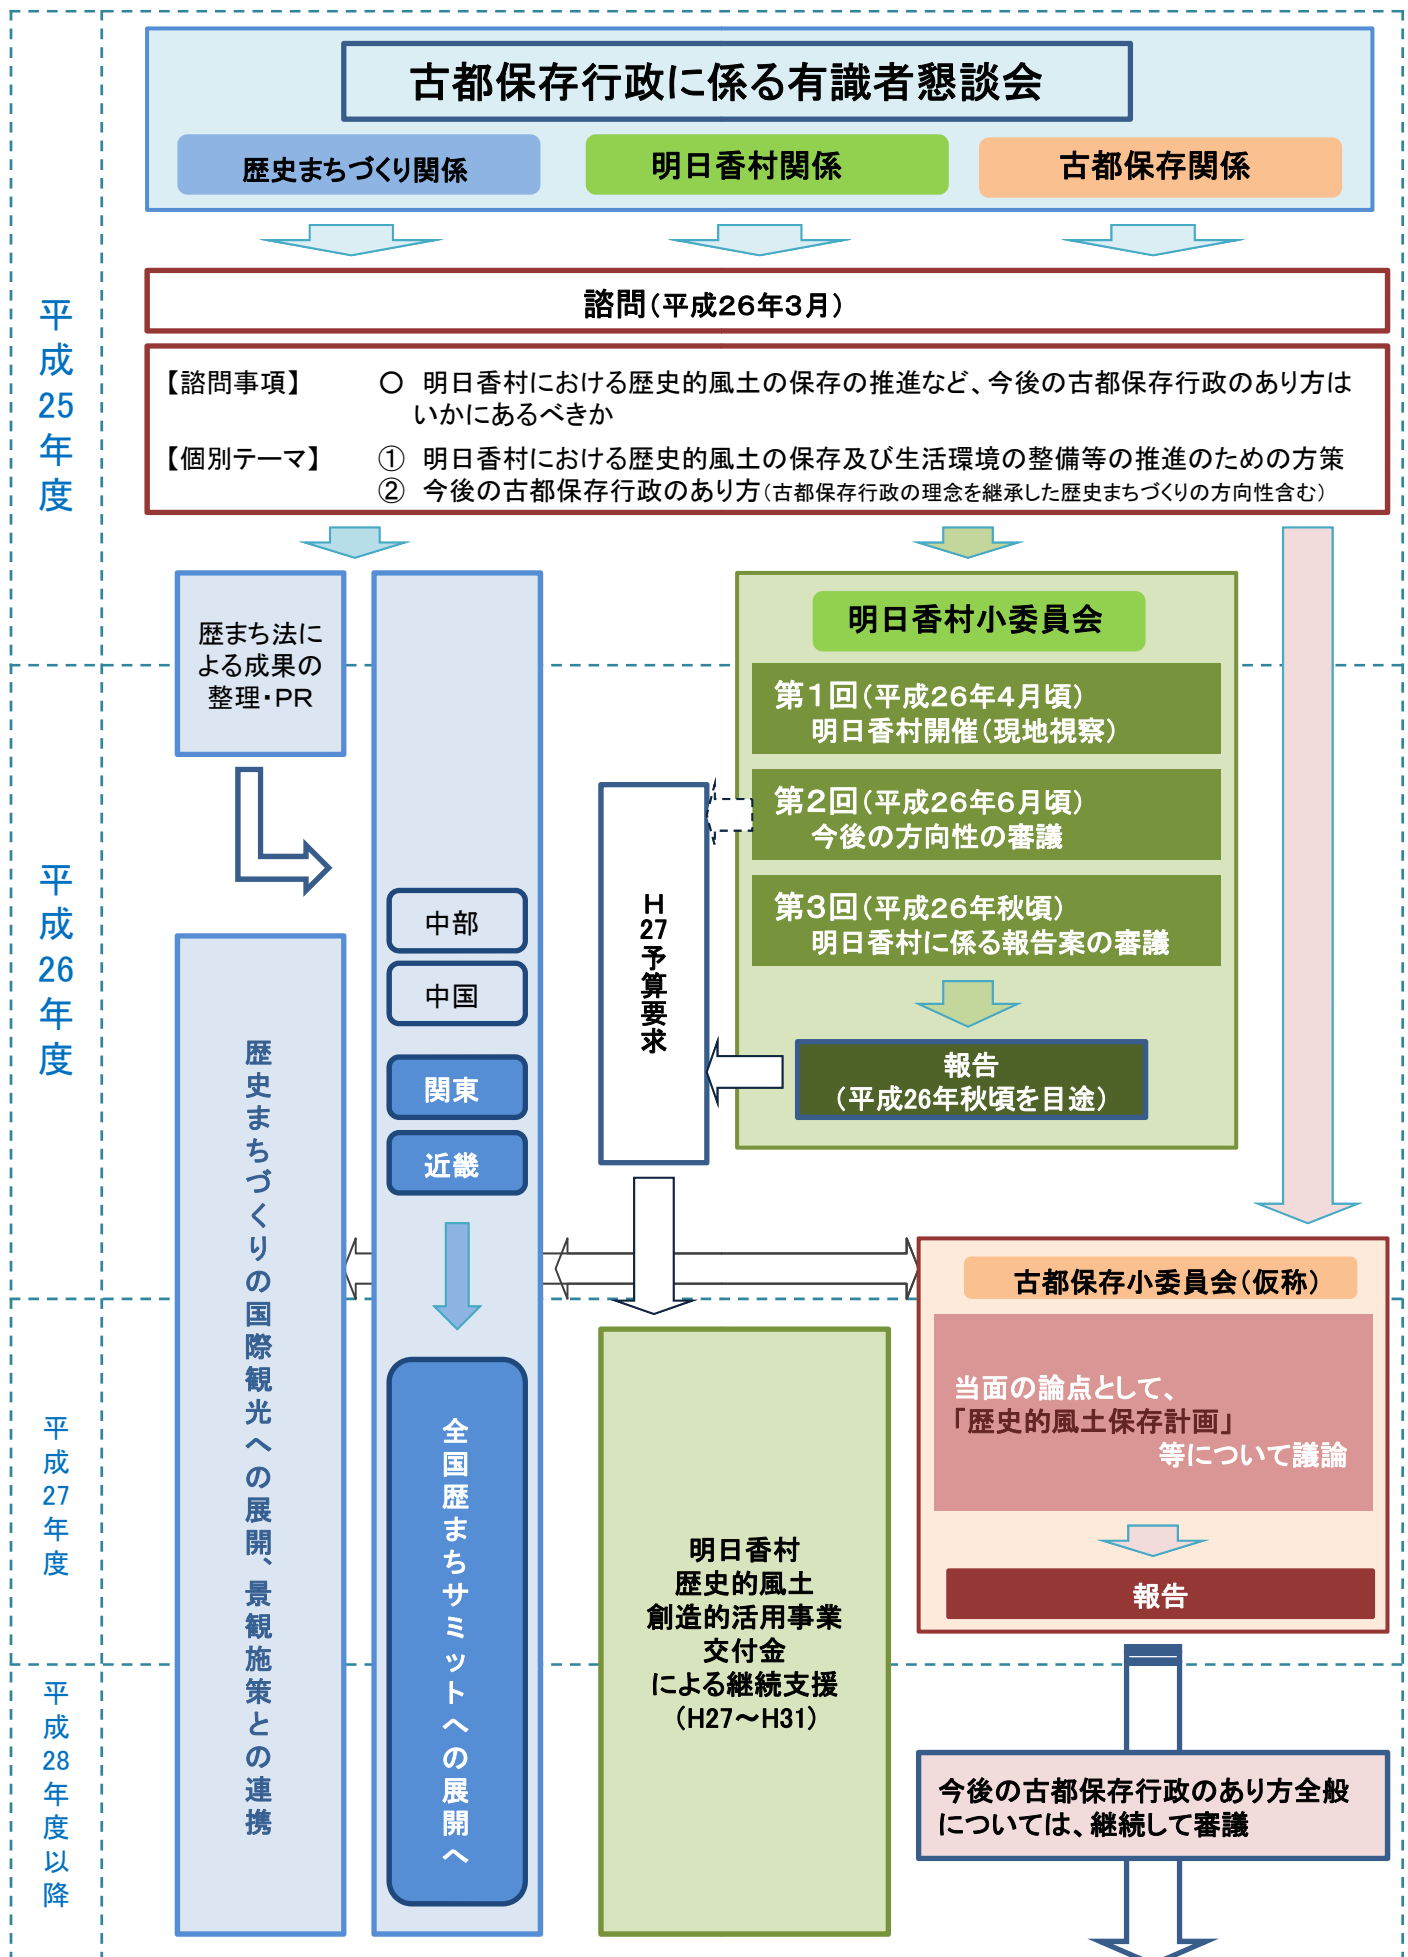 古都保存行政に係る有識者懇談会
歴史まちづくり関係
明日香村関係
古都保存関係
平成25年度
諮問(平成26年3月)
【諮問事項】 ○ 明日香村における歴史的風土の保存の推進など、今後の古都保存行政のあり方は
いかにあるべきか
【個別テーマ】 ① 明日香村における歴史的風土の保存及び生活環境の整備等の推進のための方策
② 今後の古都保存行政のあり方(古都保存行政の理念を継承した歴史まちづくりの方向性含む)
歴まち法に
よる成果の
整理・PR
明日香村小委員会
第1回(平成26年4月頃)
明日香村開催(現地視察)
第2回(平成26年6月頃)
今後の方向性の審議
第3回(平成26年秋頃)
明日香村に係る報告案の審議
報告
(平成26年秋頃を目途)
平成26年度
H27予算要求
中部
中国
関東
近畿
歴史まちづくりの国際観光への展開、景観施策との連携
全国歴まちサミットへの展開へ
古都保存小委員会(仮称)
当面の論点として、
「歴史的風土保存計画」
等について議論
報告
平成27年度
明日香村
歴史的風土
創造的活用事業
交付金
による継続支援
(H27～H31)
平成28年度以降
今後の古都保存行政のあり方全般
については、継続して審議